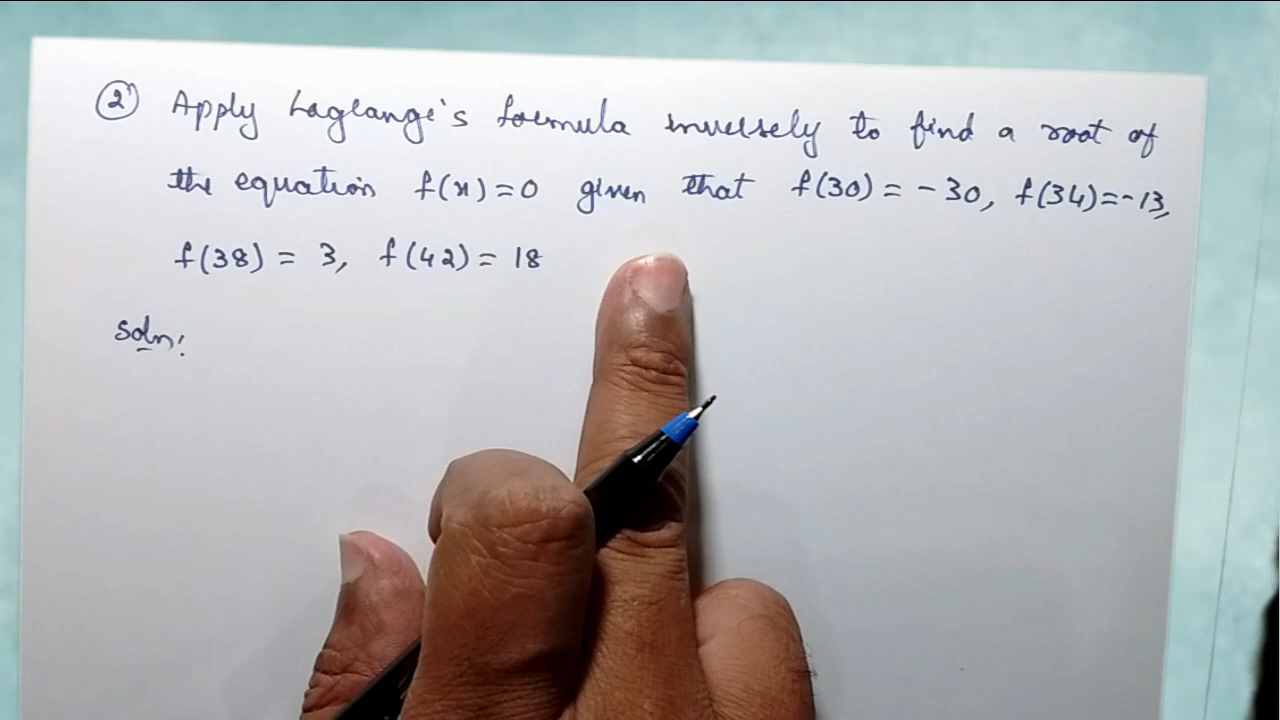 ② Apply Laglange's formula inversely to find a root of
the equation f(x)=0 given that f(30) = -30, f(34)=-13,
f(38) = 3, f(42) = 18
Soln: